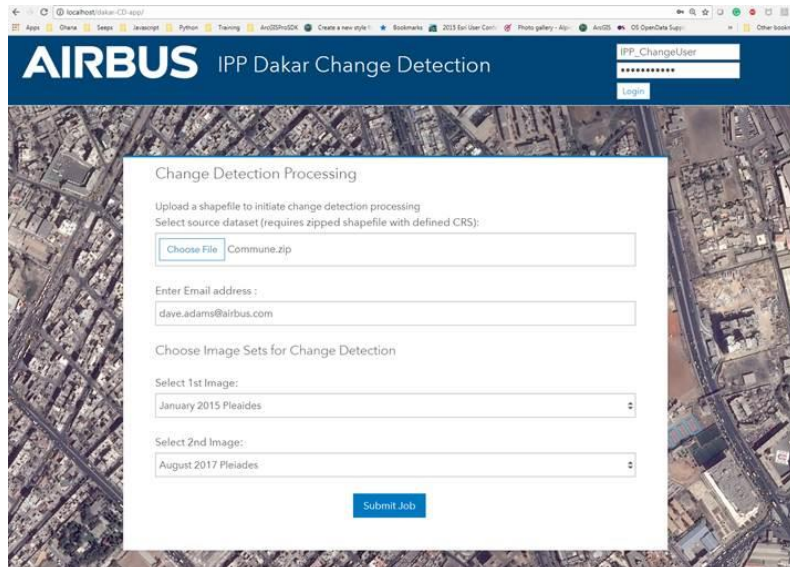 localhost/dakar-CD-app/
Apps Ghana Seeps Javascript Python Training ArcGISProSDK Create a new style Bookmarks 2015 Esri User Conf Photo gallery - Alp ArcGIS OS OpenData Supp » Other book
AIRBUS IPP Dakar Change Detection
IPP_ChangeUser
•••••••••••
Login
Change Detection Processing
Upload a shapefile to initiate change detection processing
Select source dataset (requires zipped shapefile with defined CRS):
Choose File Commune.zip
Enter Email address :
dave.adams@airbus.com
Choose Image Sets for Change Detection
Select 1st Image:
January 2015 Pleaides
Select 2nd Image:
August 2017 Pleiades
Submit Job